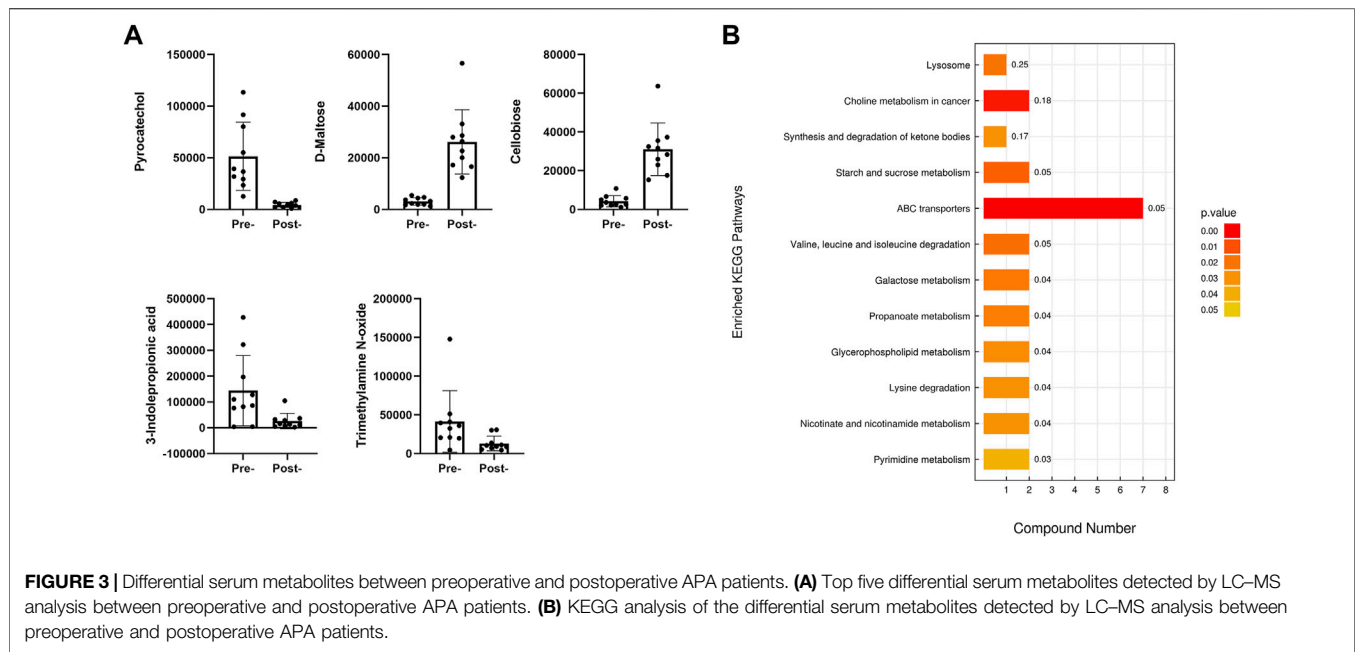 A
150000
100000
50000
0
Pyrocatechol
Pre- Post-
60000
40000
20000
0
D-Maltose
Pre- Post-
80000
60000
40000
20000
0
Cellobiose
Pre- Post-
500000
400000
300000
200000
100000
0
-100000
3-Indolepropionic acid
Pre- Post-
200000
150000
100000
50000
0
Trimethylamine N-oxide
Pre- Post-
B
Enriched KEGG Pathways
Lysosome 0.25
Choline metabolism in cancer 0.18
Synthesis and degradation of ketone bodies 0.17
Starch and sucrose metabolism 0.05
ABC transporters 0.05
Valine, leucine and isoleucine degradation 0.05
Galactose metabolism 0.04
Propanoate metabolism 0.04
Glycerophospholipid metabolism 0.04
Lysine degradation 0.04
Nicotinate and nicotinamide metabolism 0.04
Pyrimidine metabolism 0.03
1 2 3 4 5 6 7 8
Compound Number
p.value
0.00
0.01
0.02
0.03
0.04
0.05
FIGURE 3 | Differential serum metabolites between preoperative and postoperative APA patients. (A) Top five differential serum metabolites detected by LC–MS
analysis between preoperative and postoperative APA patients. (B) KEGG analysis of the differential serum metabolites detected by LC–MS analysis between
preoperative and postoperative APA patients.